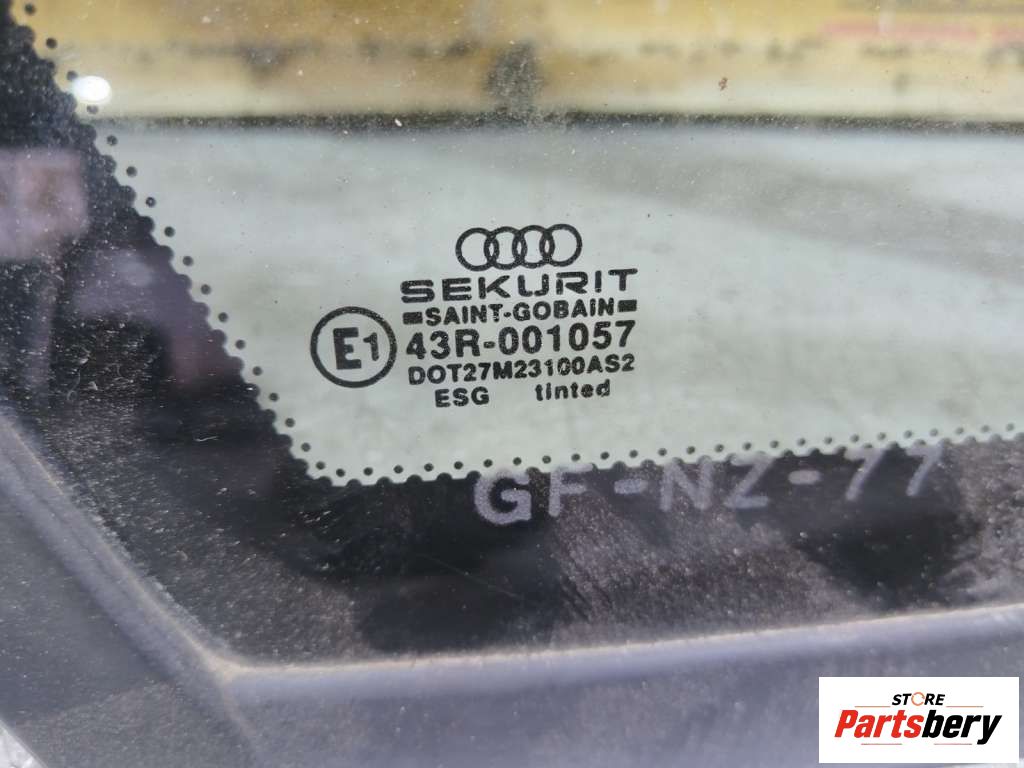 SEKURIT
SAINT-GOBAIN
E1
43R-001057
DOT27M23100AS2
ESG tinted
GF-NZ-77
STORE
Partsbery